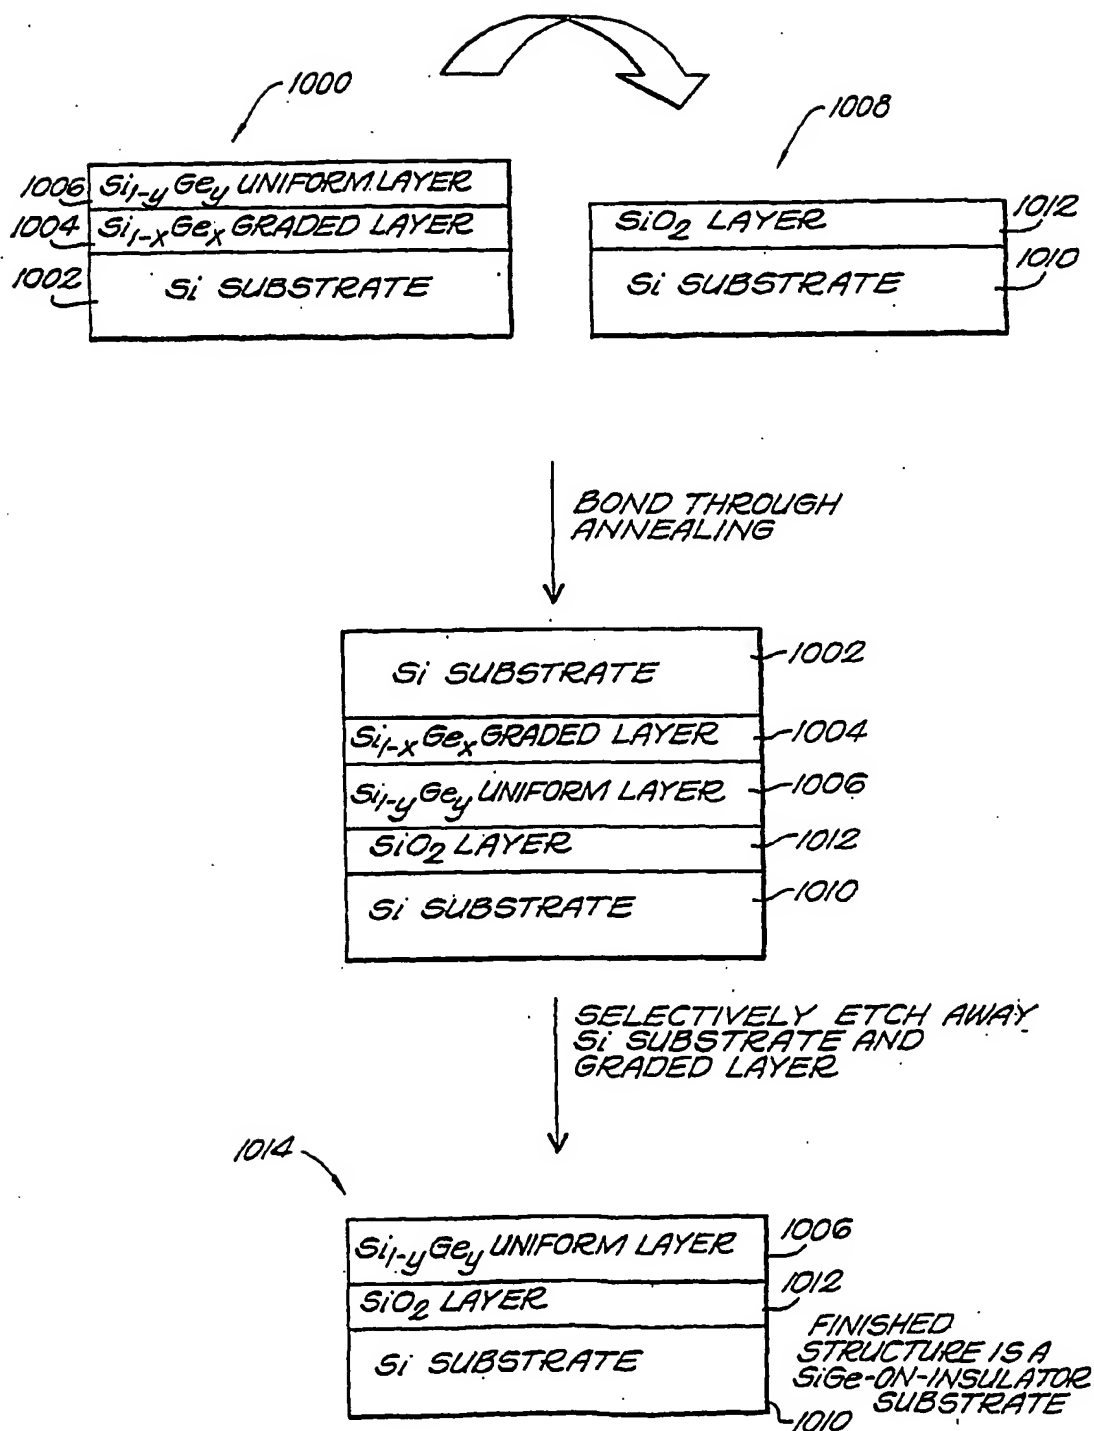 1000
1008
1006 Si1-yGey UNIFORM LAYER
1004 Si1-xGex GRADED LAYER
1002 Si SUBSTRATE
SiO2 LAYER 1012
Si SUBSTRATE 1010
BOND THROUGH
ANNEALING
Si SUBSTRATE 1002
Si1-xGex GRADED LAYER 1004
Si1-yGey UNIFORM LAYER 1006
SiO2 LAYER 1012
Si SUBSTRATE 1010
SELECTIVELY ETCH AWAY
Si SUBSTRATE AND
GRADED LAYER
1014
Si1-yGey UNIFORM LAYER 1006
SiO2 LAYER 1012
Si SUBSTRATE
FINISHED
STRUCTURE IS A
SiGe-ON-INSULATOR
SUBSTRATE
1010